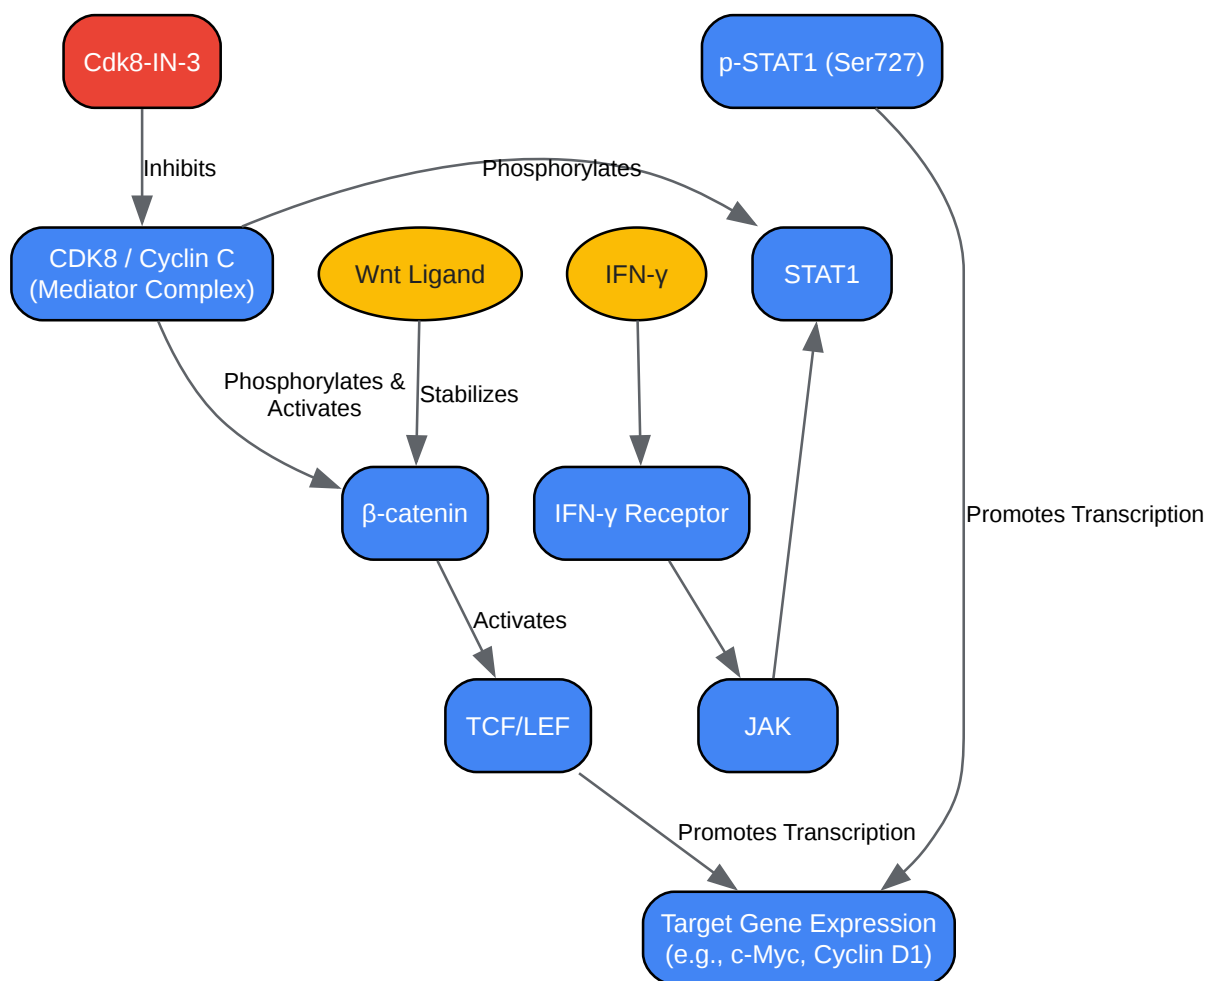 Cdk8-IN-3
p-STAT1 (Ser727)
Inhibits
Phosphorylates
CDK8 / Cyclin C
(Mediator Complex)
Wnt Ligand
IFN-γ
STAT1
Phosphorylates &
Activates
Stabilizes
β-catenin
IFN-γ Receptor
Promotes Transcription
Activates
TCF/LEF
JAK
Promotes Transcription
Target Gene Expression
(e.g., c-Myc, Cyclin D1)